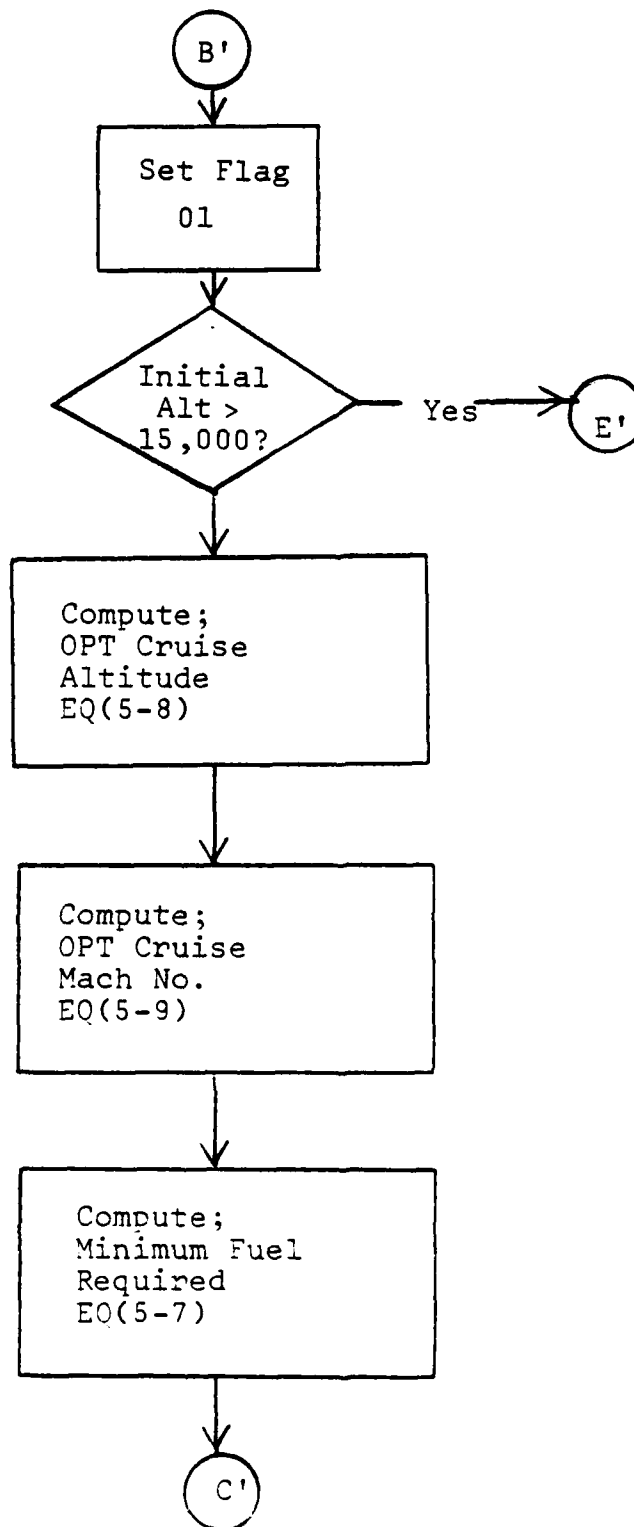 B'
Set Flag
01
Initial
Alt >
15,000?
Yes
E'
Compute;
OPT Cruise
Altitude
EQ(5-8)
Compute;
OPT Cruise
Mach No.
EQ(5-9)
Compute;
Minimum Fuel
Required
EQ(5-7)
C'